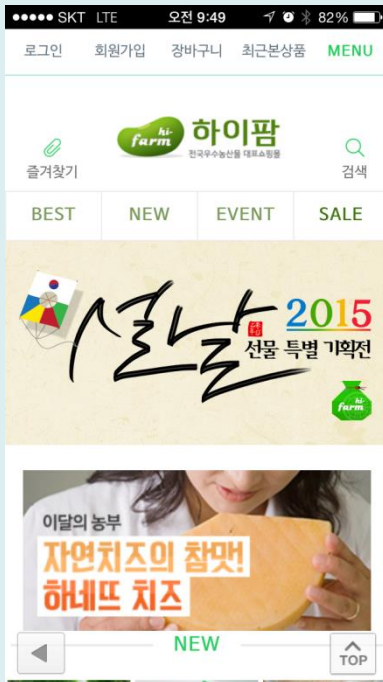 SKT LTE 오전 9:49 82%
로그인 회원가입 장바구니 최근본상품 MENU
hi-
farm
하이팜
전국우수농산물 대표쇼핑몰
즐겨찾기 검색
BEST NEW EVENT SALE
설날
2015
선물 특별 기획전
hi-
farm
이달의 농부
자연치즈의 참맛!
하네뜨 치즈
NEW
TOP